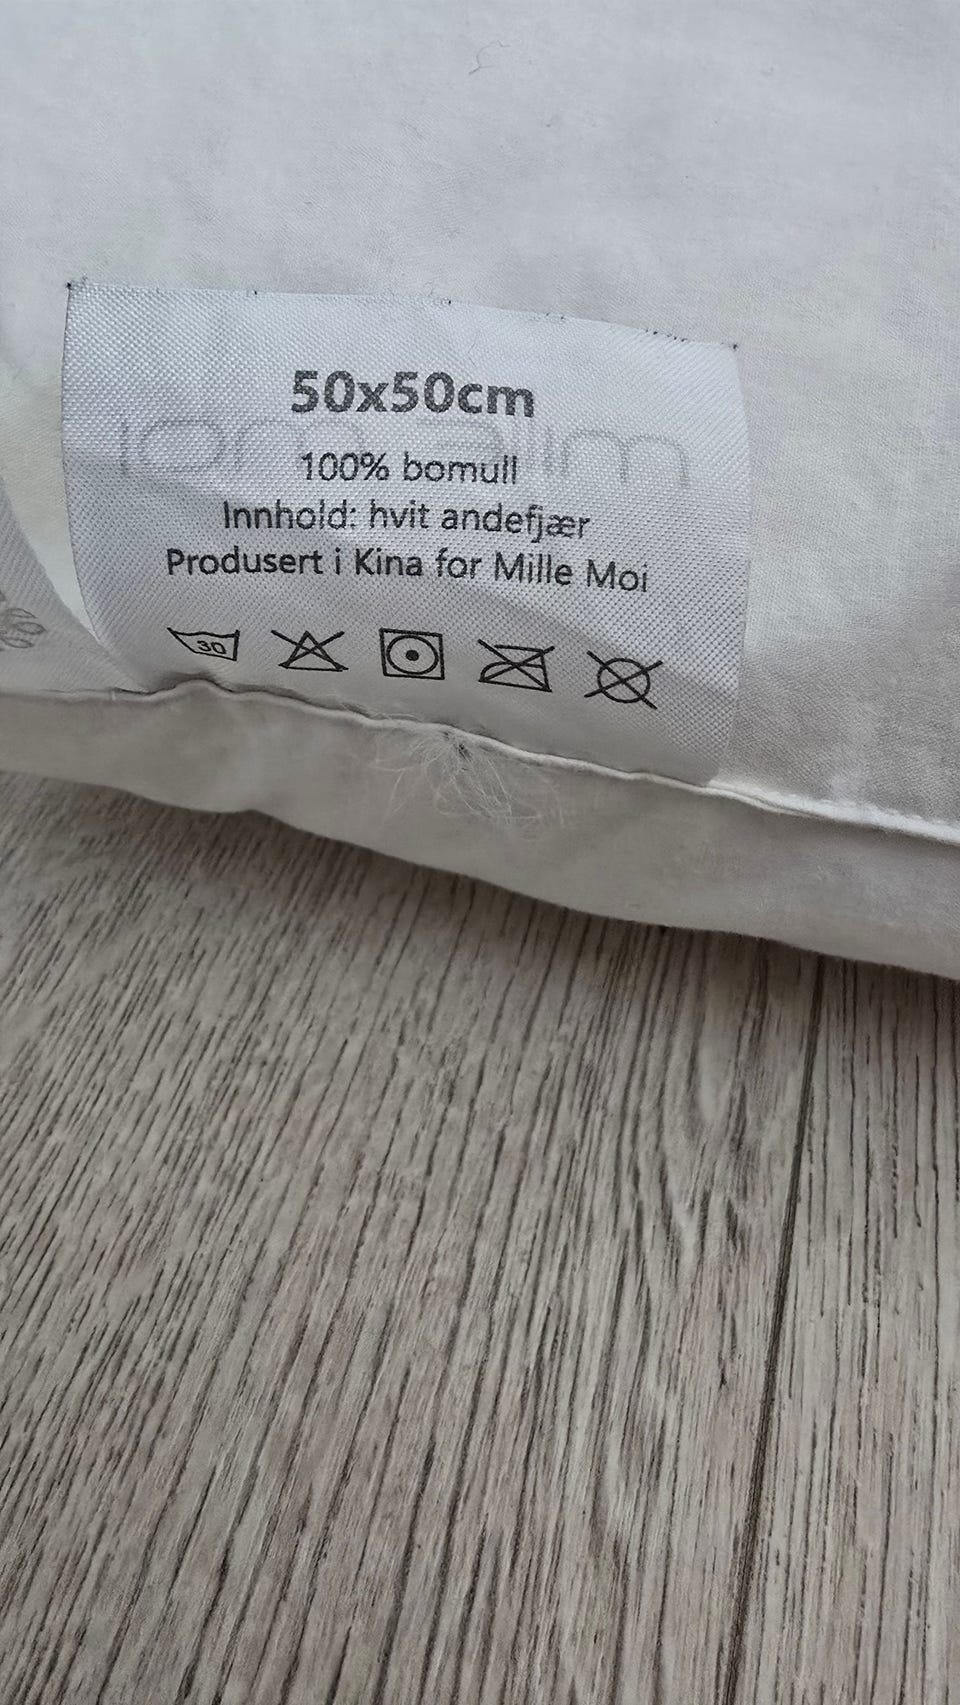 50x50cm
100% bomull
Innhold: hvit andefjær
Produsert i Kina for Mille Moi
30